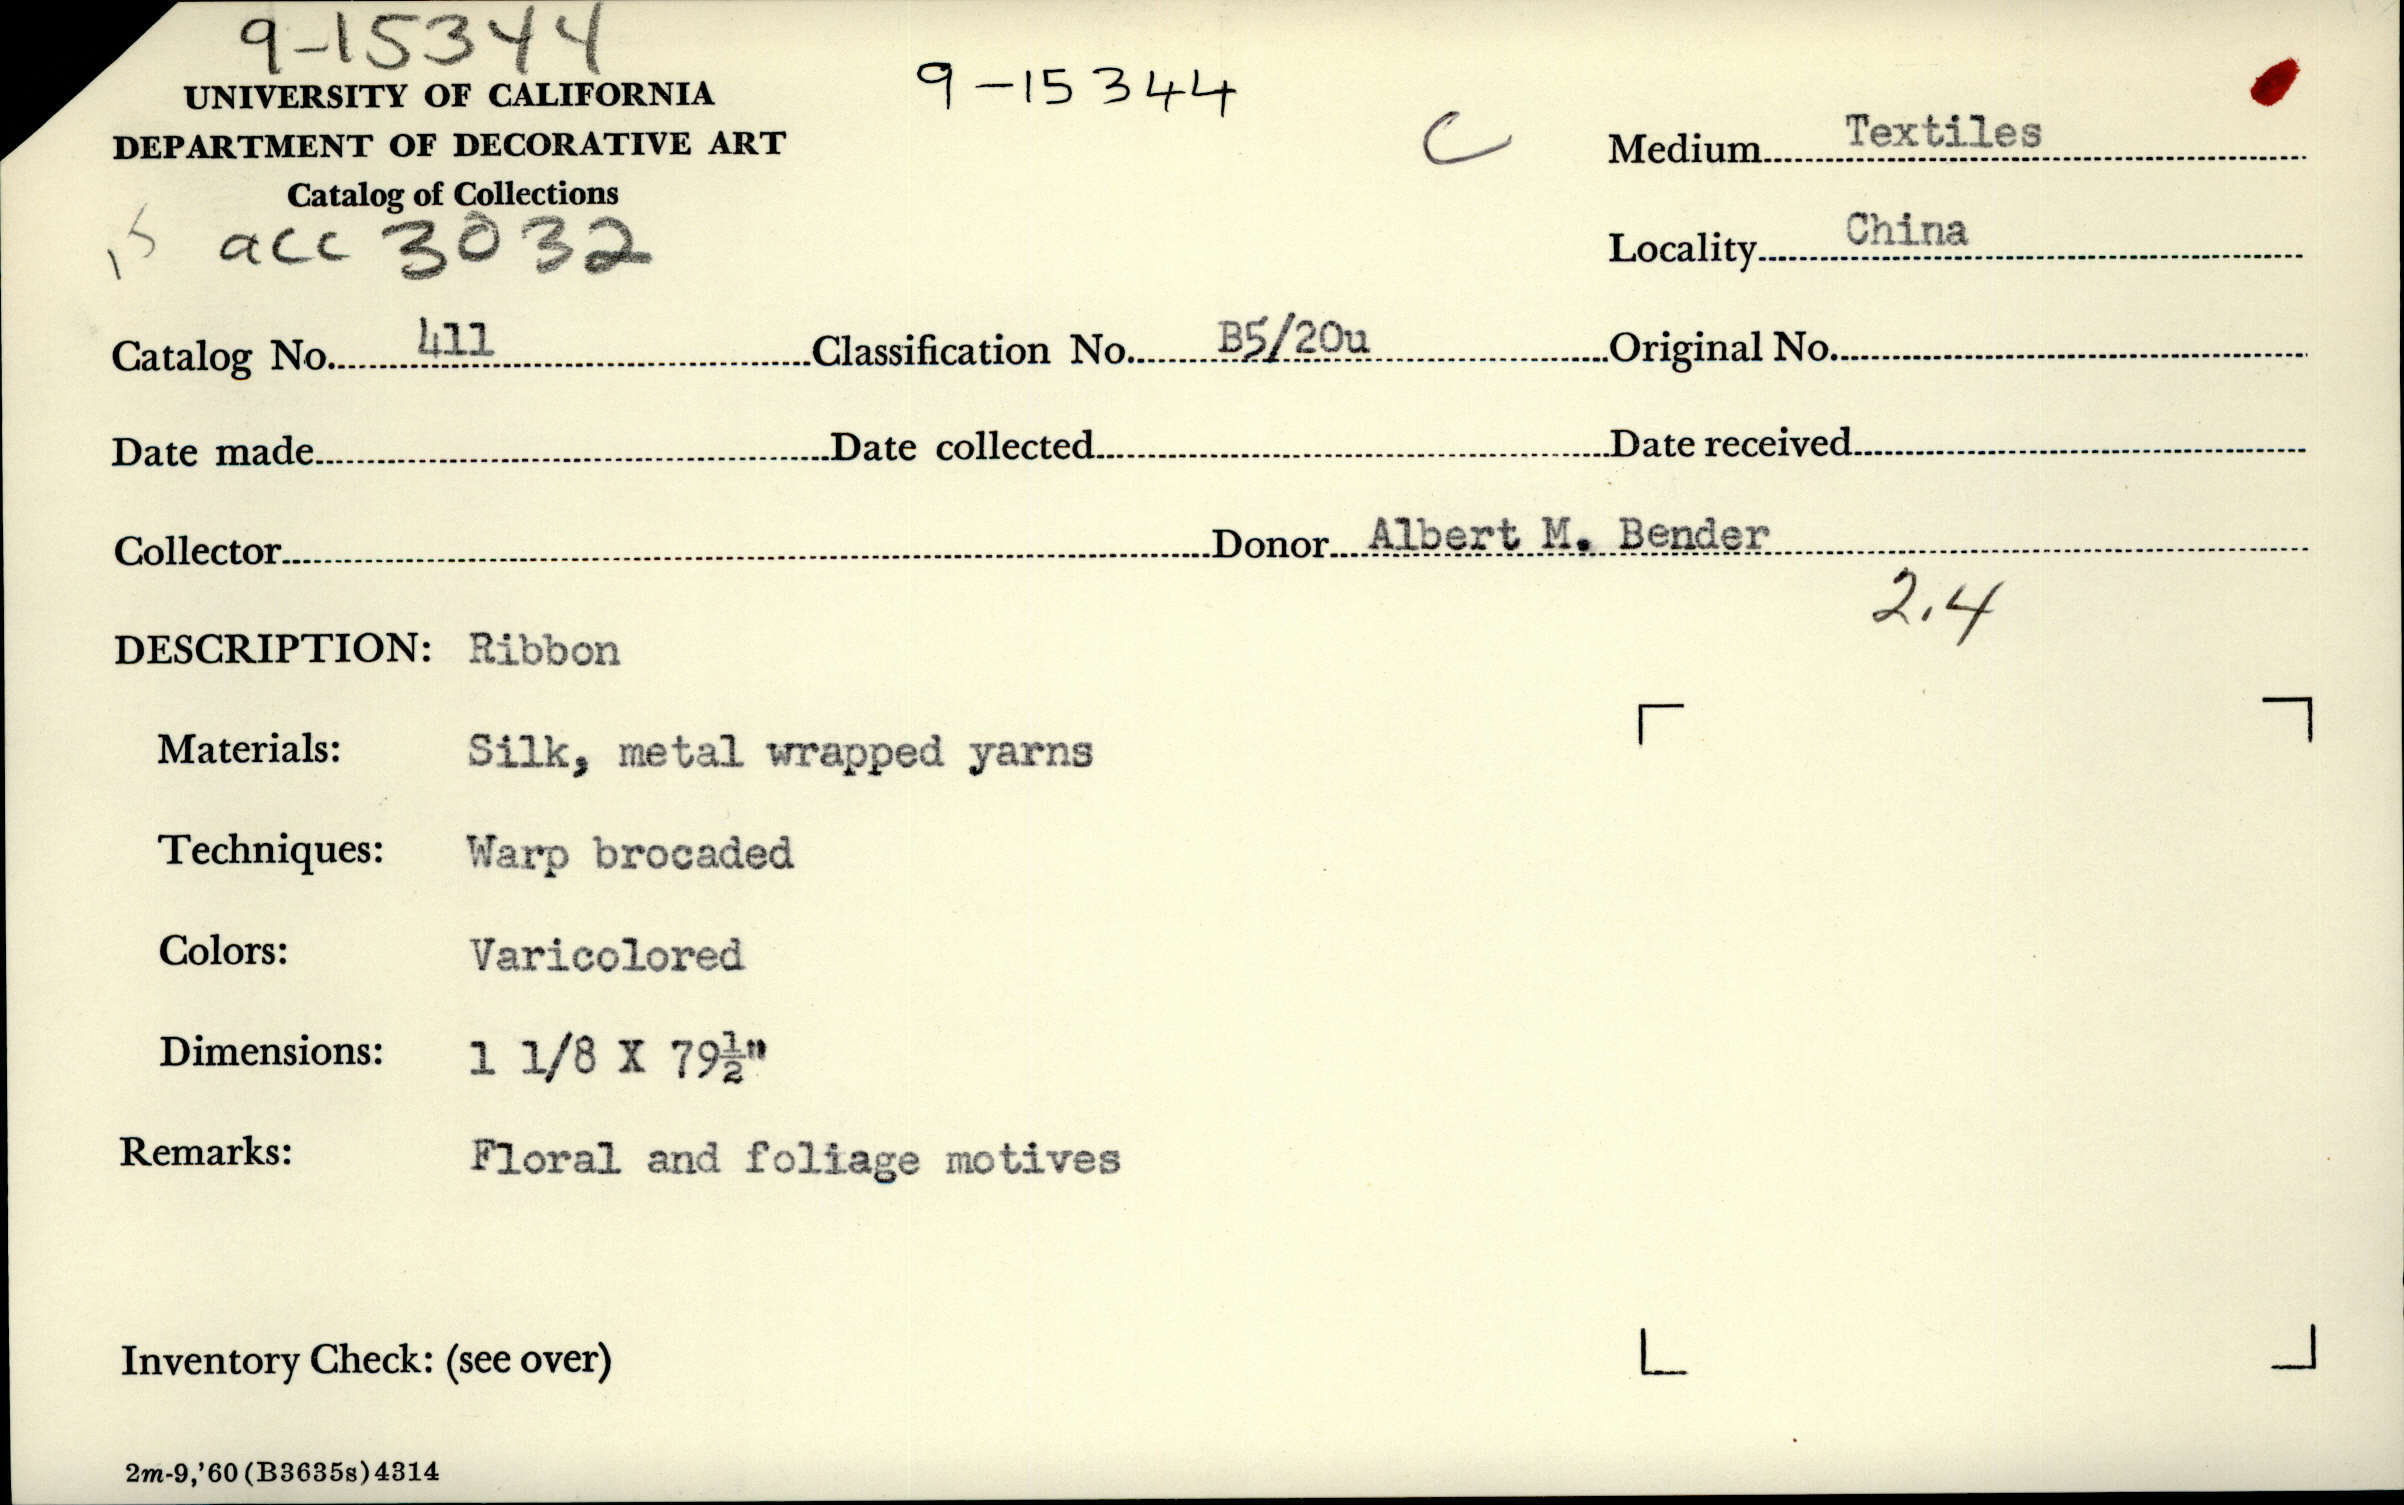 9-15344
UNIVERSITY OF CALIFORNIA
DEPARTMENT OF DECORATIVE ART
Catalog of Collections
15 acc 3032
9-15344
C
Medium Textiles
Locality China
Catalog No. 411 Classification No. B5/20u Original No.
Date made Date collected Date received
Collector Donor Albert M. Bender
2.4
DESCRIPTION: Ribbon
Materials: Silk, metal wrapped yarns
Techniques: Warp brocaded
Colors: Varicolored
Dimensions: 1 1/8 X 79½"
Remarks: Floral and foliage motives
Inventory Check: (see over)
2m-9,'60(B3635s)4314